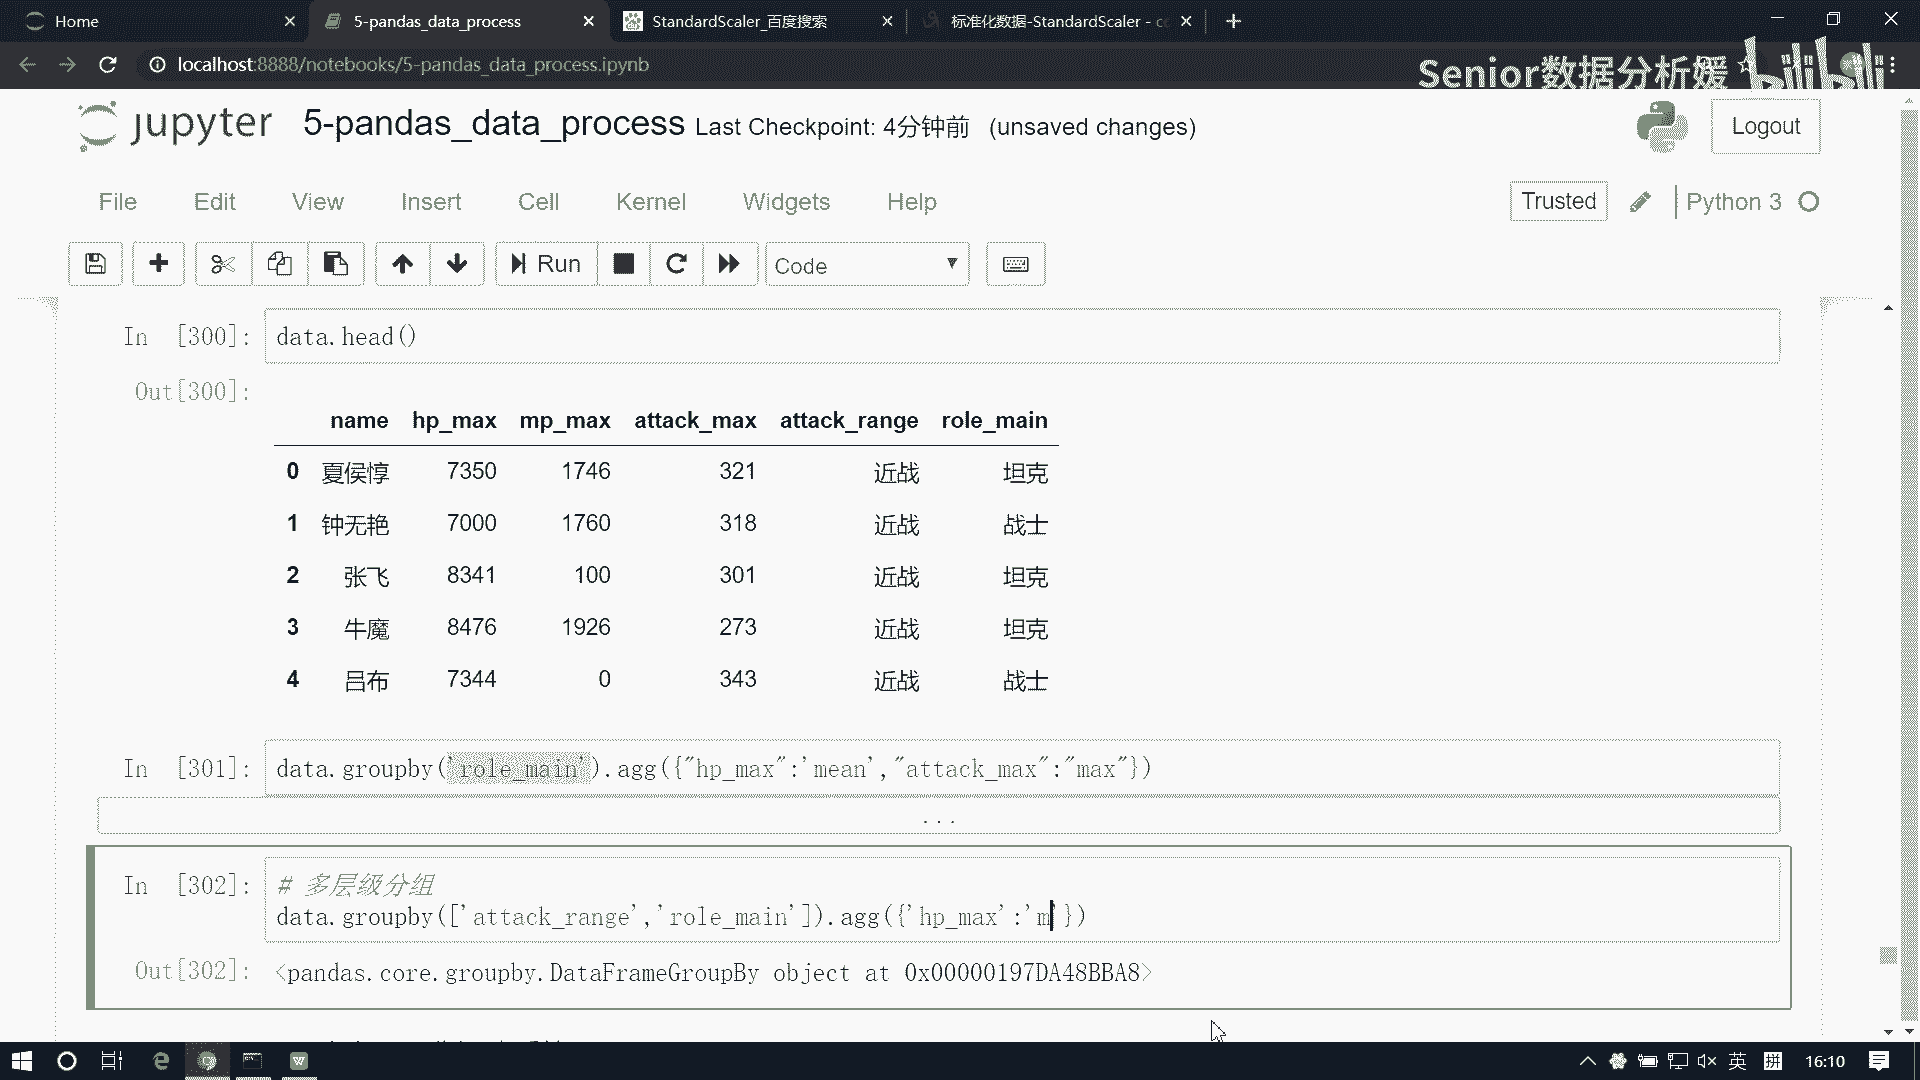 Home
5-pandas_data_process
StandardScaler_百度搜索
标准化数据-StandardScaler - c
localhost:8888/notebooks/5-pandas_data_process.ipynb
Senior数据分析媛 bilibili
jupyter 5-pandas_data_process Last Checkpoint: 4分钟前 (unsaved changes)
Logout
File Edit View Insert Cell Kernel Widgets Help
Trusted Python 3
Run Code
In [300]: data.head()
Out[300]:
name hp_max mp_max attack_max attack_range role_main
0 夏侯惇 7350 1746 321 近战 坦克
1 钟无艳 7000 1760 318 近战 战士
2 张飞 8341 100 301 近战 坦克
3 牛魔 8476 1926 273 近战 坦克
4 吕布 7344 0 343 近战 战士
In [301]: data.groupby('role_main').agg({"hp_max":'mean',"attack_max":"max"})
...
In [302]: # 多层级分组
data.groupby(['attack_range','role_main']).agg({'hp_max':'m'})
Out[302]: <pandas.core.groupby.DataFrameGroupBy object at 0x00000197DA48BBA8>
英 拼 16:10